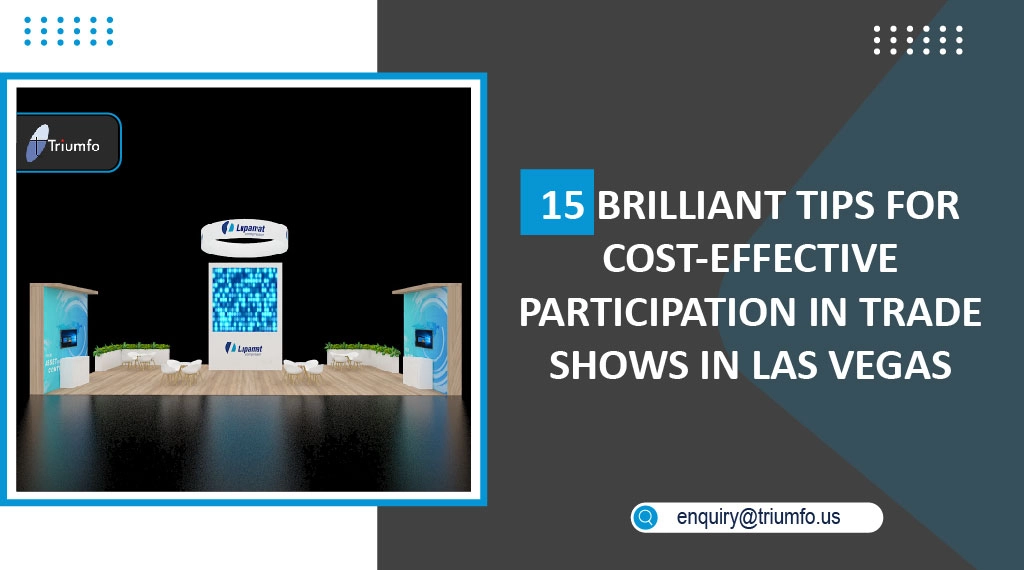 Triumfo
15 BRILLIANT TIPS FOR
COST-EFFECTIVE
PARTICIPATION IN TRADE
SHOWS IN LAS VEGAS
enquiry@triumfo.us